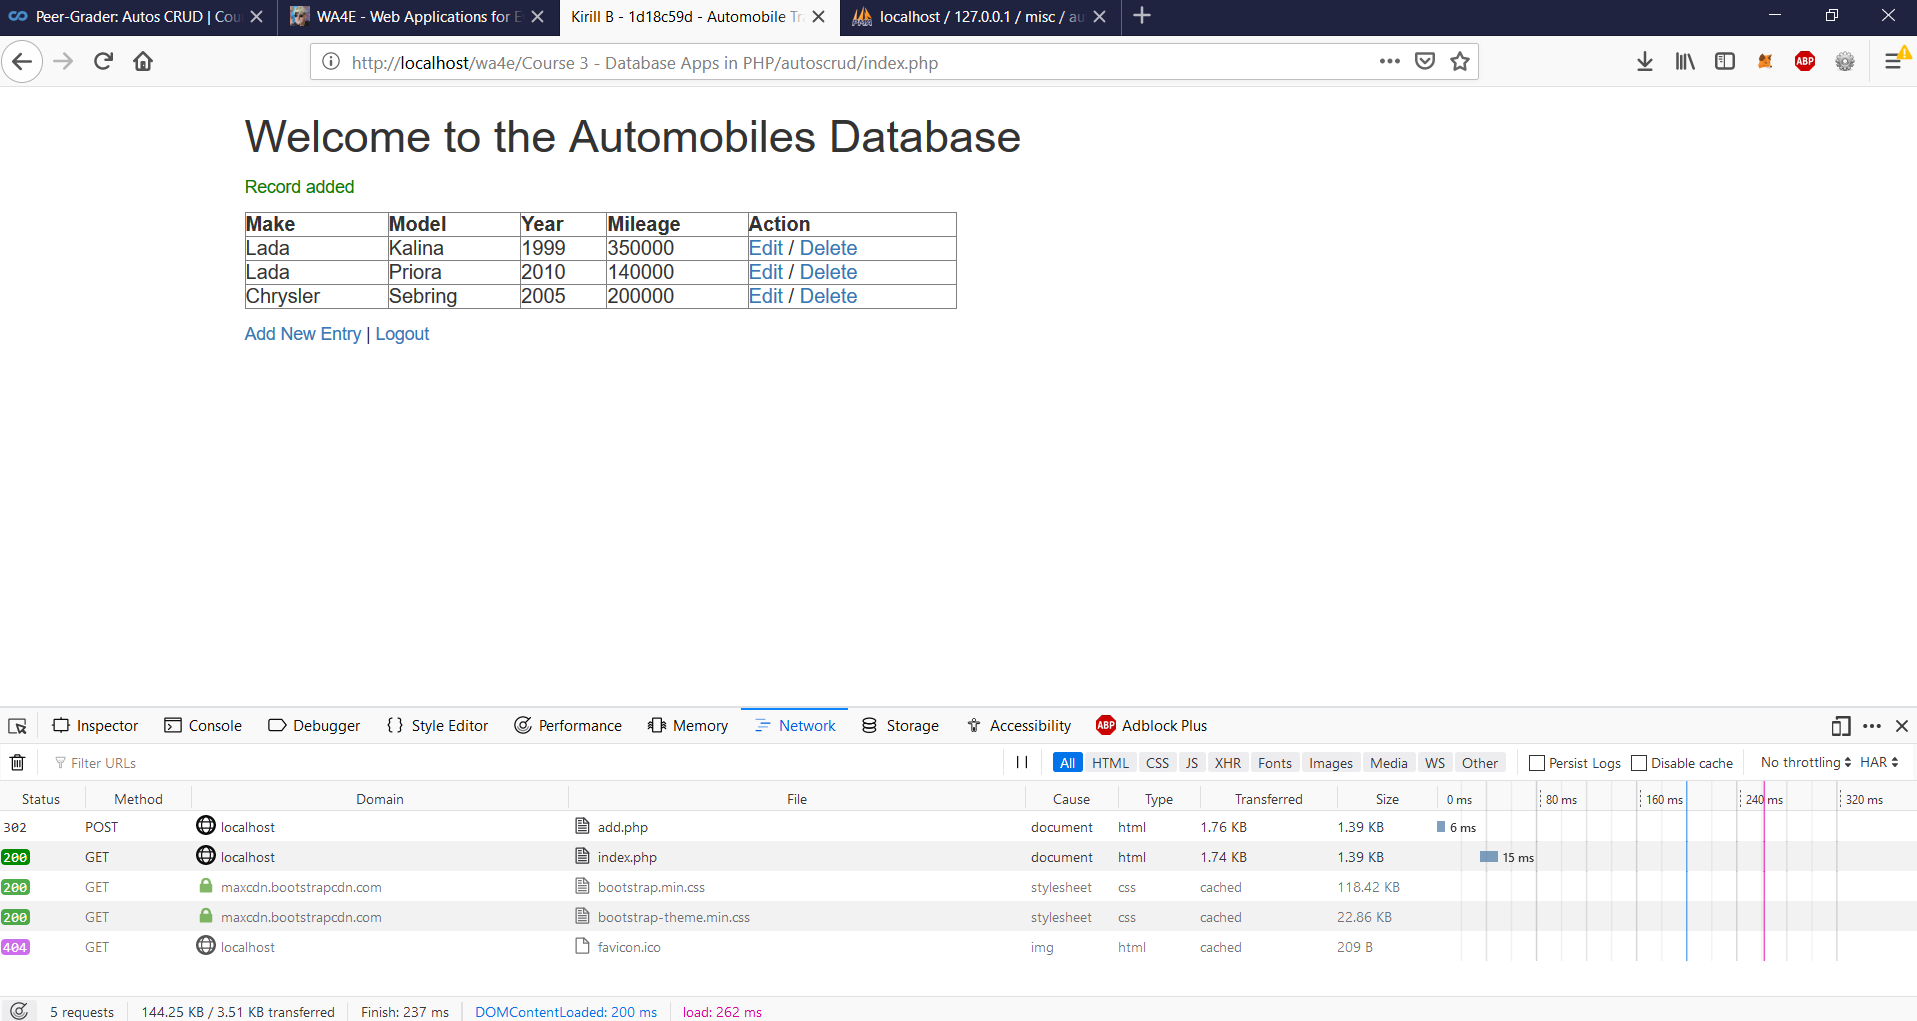 Peer-Grader: Autos CRUD | Cou
WA4E - Web Applications for E
Kirill B - 1d18c59d - Automobile Tr
localhost / 127.0.0.1 / misc / au
http://localhost/wa4e/Course 3 - Database Apps in PHP/autoscrud/index.php
ABP
Welcome to the Automobiles Database
Record added
Make Model Year Mileage Action
Lada Kalina 1999 350000 Edit / Delete
Lada Priora 2010 140000 Edit / Delete
Chrysler Sebring 2005 200000 Edit / Delete
Add New Entry | Logout
Inspector Console Debugger Style Editor Performance Memory Network Storage Accessibility ABP Adblock Plus
Filter URLs All HTML CSS JS XHR Fonts Images Media WS Other Persist Logs Disable cache No throttling HAR
Status Method Domain File Cause Type Transferred Size 0 ms 80 ms 160 ms 240 ms 320 ms
302 POST localhost add.php document html 1.76 KB 1.39 KB 6 ms
200 GET localhost index.php document html 1.74 KB 1.39 KB 15 ms
200 GET maxcdn.bootstrapcdn.com bootstrap.min.css stylesheet css cached 118.42 KB
200 GET maxcdn.bootstrapcdn.com bootstrap-theme.min.css stylesheet css cached 22.86 KB
404 GET localhost favicon.ico img html cached 209 B
5 requests 144.25 KB / 3.51 KB transferred Finish: 237 ms DOMContentLoaded: 200 ms load: 262 ms